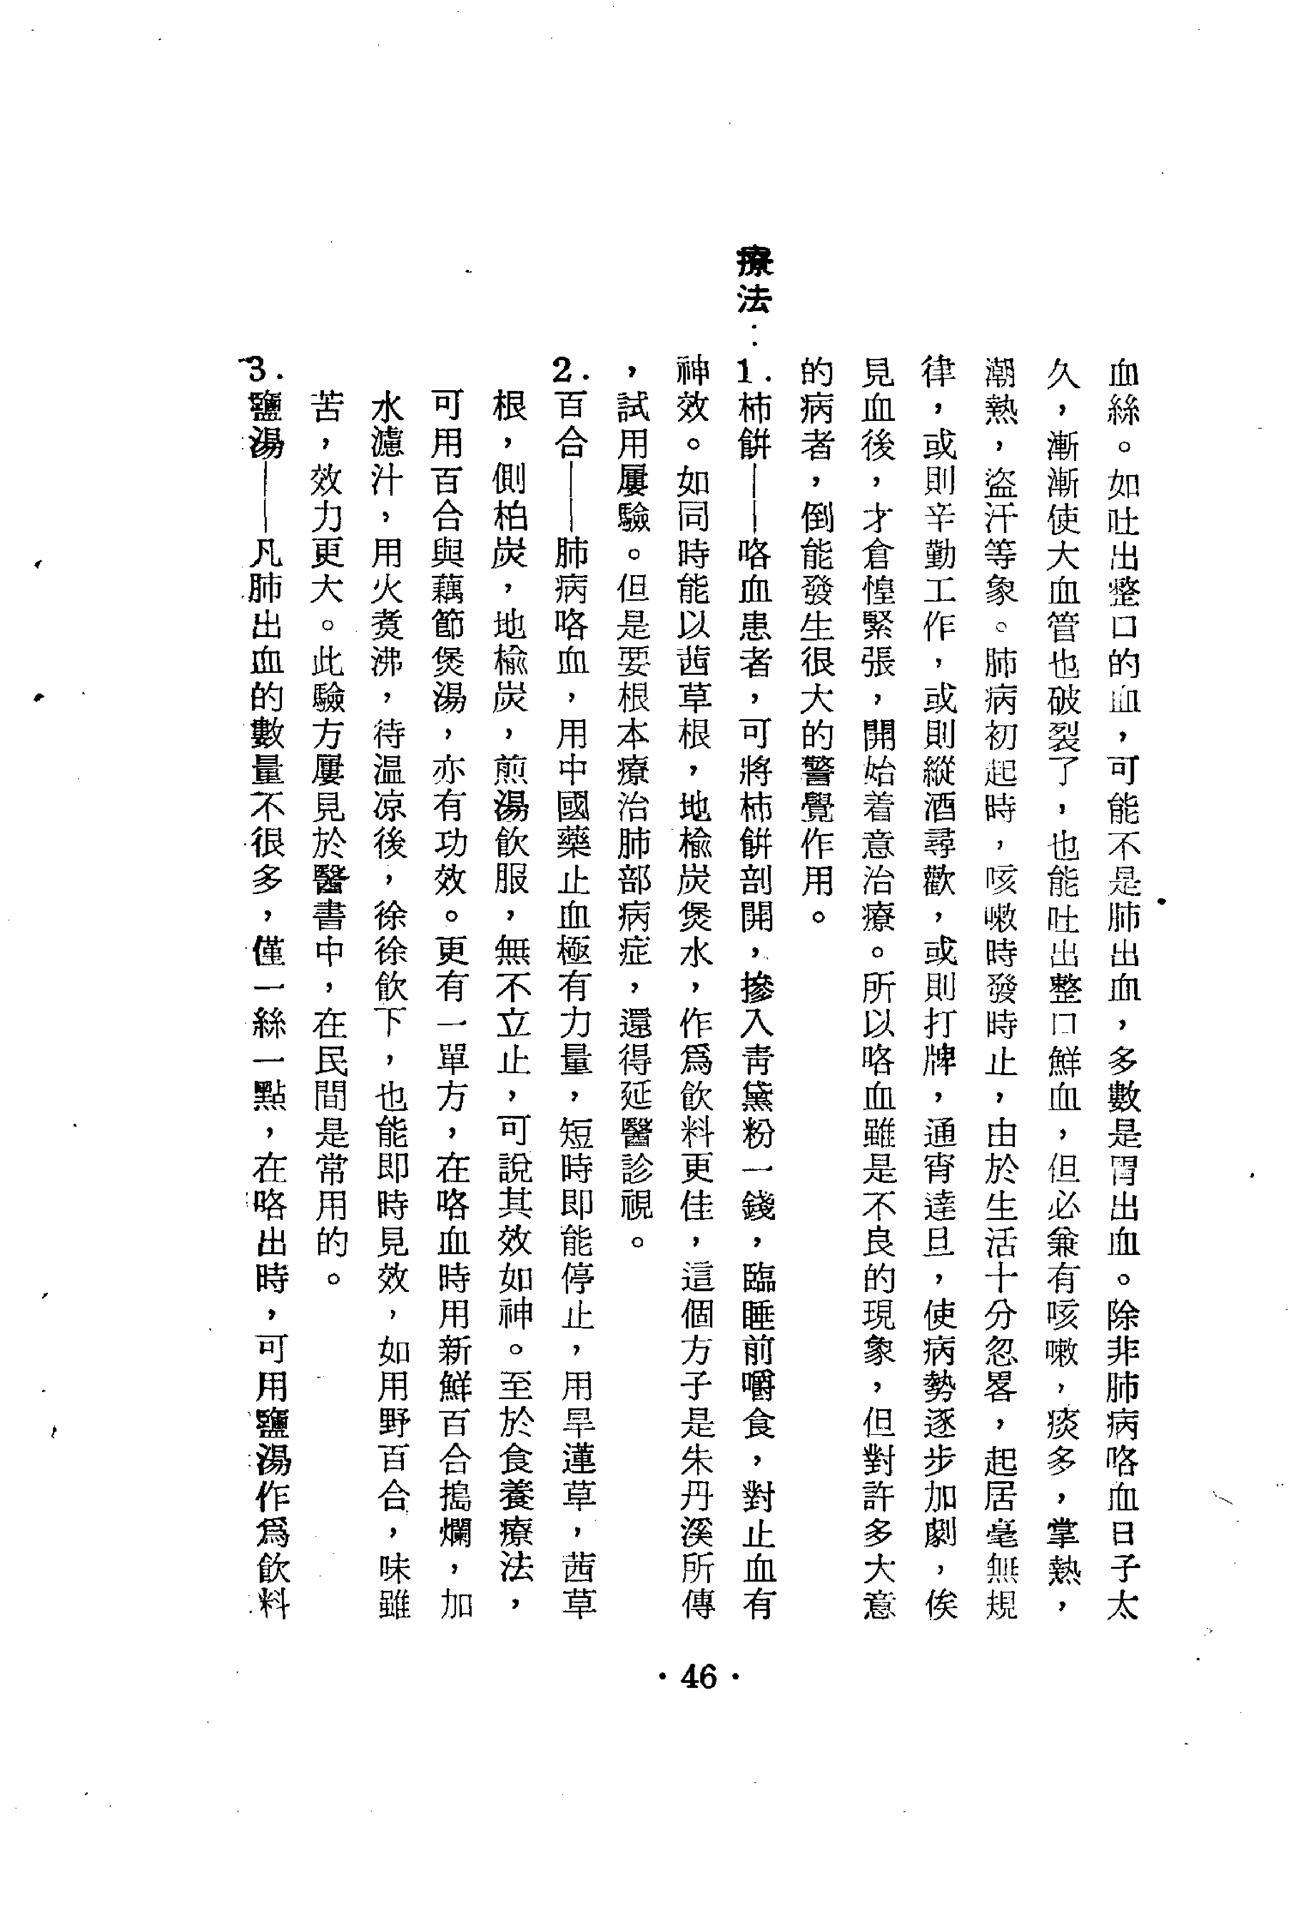 血絲。如吐出整口的血，可能不是肺出血，多數是胃出血。除非肺病咯血日子太
久，漸漸使大血管也破裂了，也能吐出整口鮮血，但必兼有咳嗽，痰多，掌熱，
潮熱，盜汗等象。肺病初起時，咳嗽時發時止，由於生活十分忽畧，起居毫無規
律，或則辛勤工作，或則縱酒尋歡，或則打牌，通宵達旦，使病勢逐步加劇，俟
見血後，才倉惶緊張，開始着意治療。所以咯血雖是不良的現象，但對許多大意
的病者，倒能發生很大的警覺作用。
療法：1.柿餅——咯血患者，可將柿餅剖開，摻入青黛粉一錢，臨睡前嚼食，對止血有
神效。如同時能以茜草根，地榆炭煲水，作爲飲料更佳，這個方子是朱丹溪所傳
，試用屢驗。但是要根本療治肺部病症，還得延醫診視。
2.百合——肺病咯血，用中國藥止血極有力量，短時即能停止，用旱蓮草，茜草
根，側柏炭，地榆炭，煎湯飲服，無不立止，可說其效如神。至於食養療法，
可用百合與藕節煲湯，亦有功效。更有一單方，在咯血時用新鮮百合搗爛，加
水濾汁，用火煑沸，待温凉後，徐徐飲下，也能即時見效，如用野百合，味雖
苦，效力更大。此驗方屢見於醫書中，在民間是常用的。
3.鹽湯——凡肺出血的數量不很多，僅一絲一點，在咯出時，可用鹽湯作爲飲料
·46·